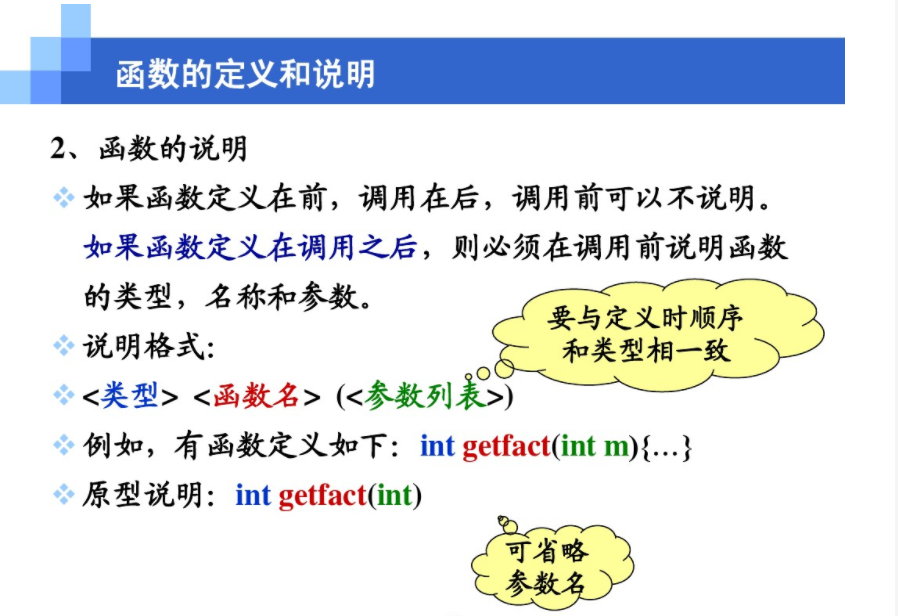 函数的定义和说明
2、函数的说明
如果函数定义在前，调用在后，调用前可以不说明。
如果函数定义在调用之后，则必须在调用前说明函数
的类型，名称和参数。
要与定义时顺序
和类型相一致
说明格式：
<类型> <函数名> (<参数列表>)
例如，有函数定义如下：int getfact(int m){…}
原型说明：int getfact(int)
可省略
参数名